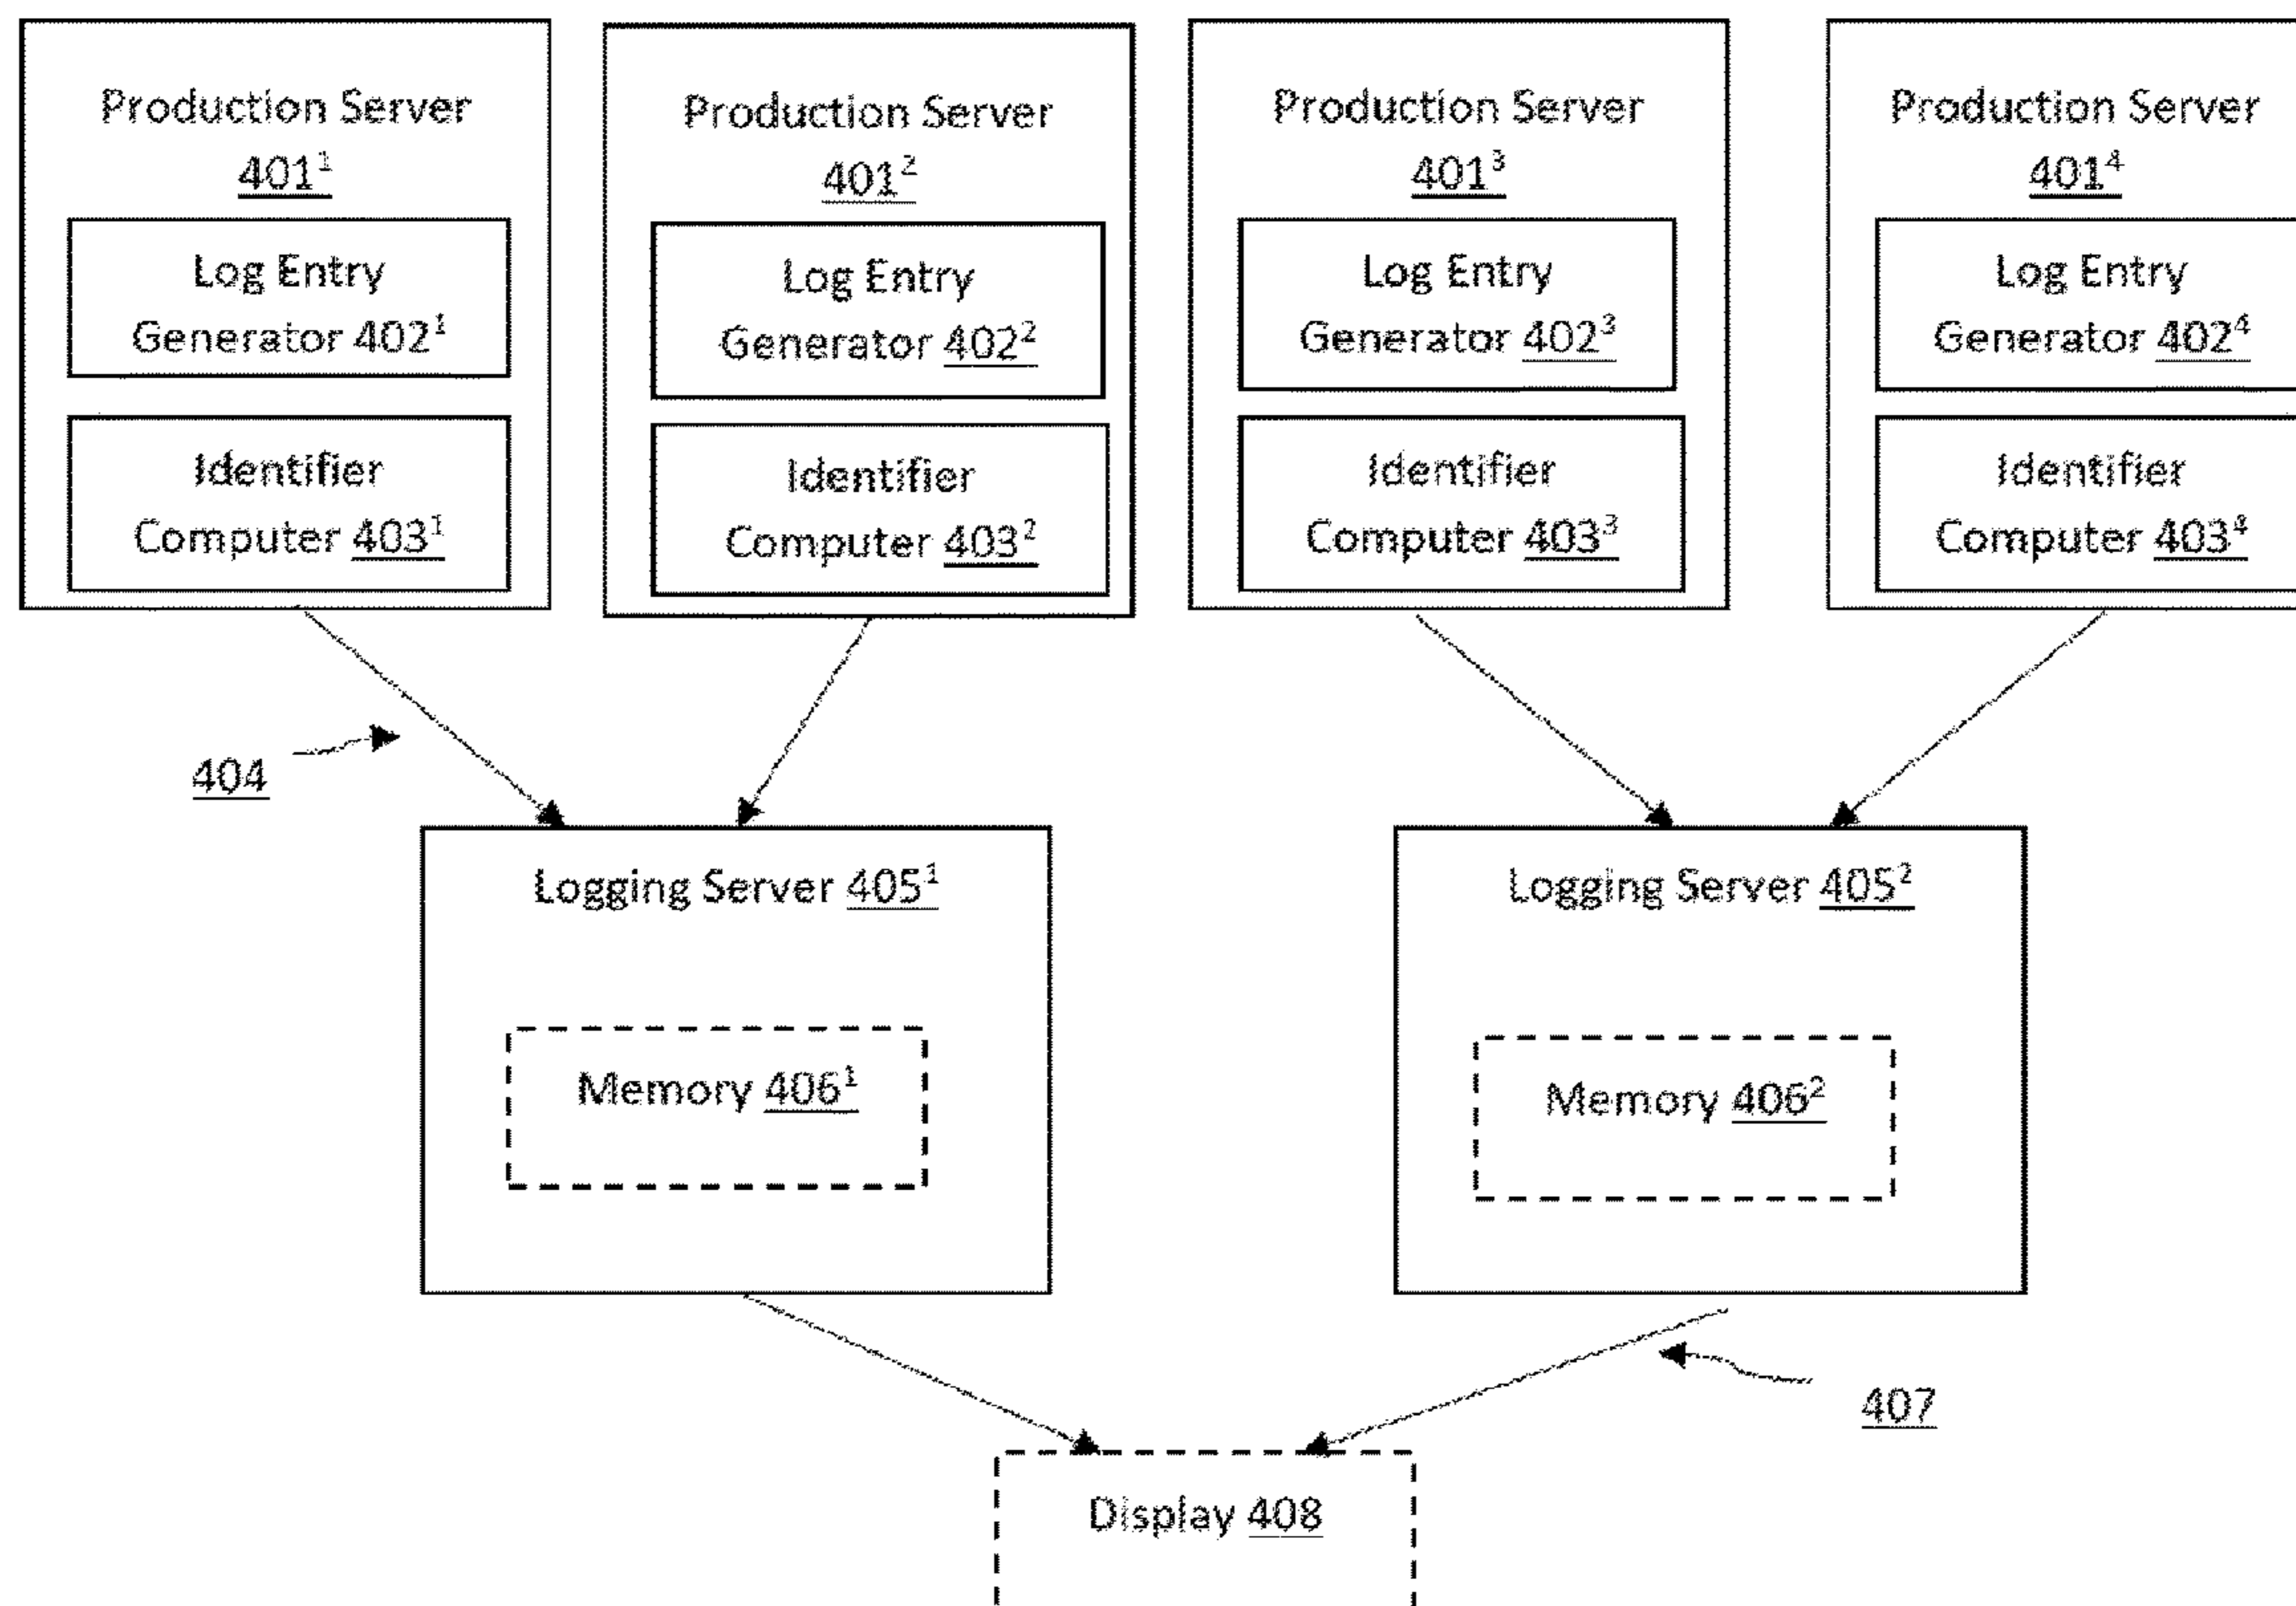 Production Server
401¹
Log Entry
Generator 402¹
Identifier
Computer 403¹
Production Server
401²
Log Entry
Generator 402²
Identifier
Computer 403²
Production Server
401³
Log Entry
Generator 402³
Identifier
Computer 403³
Production Server
401⁴
Log Entry
Generator 402⁴
Identifier
Computer 403⁴
404
Logging Server 405¹
Memory 406¹
Logging Server 405²
Memory 406²
407
Display 408